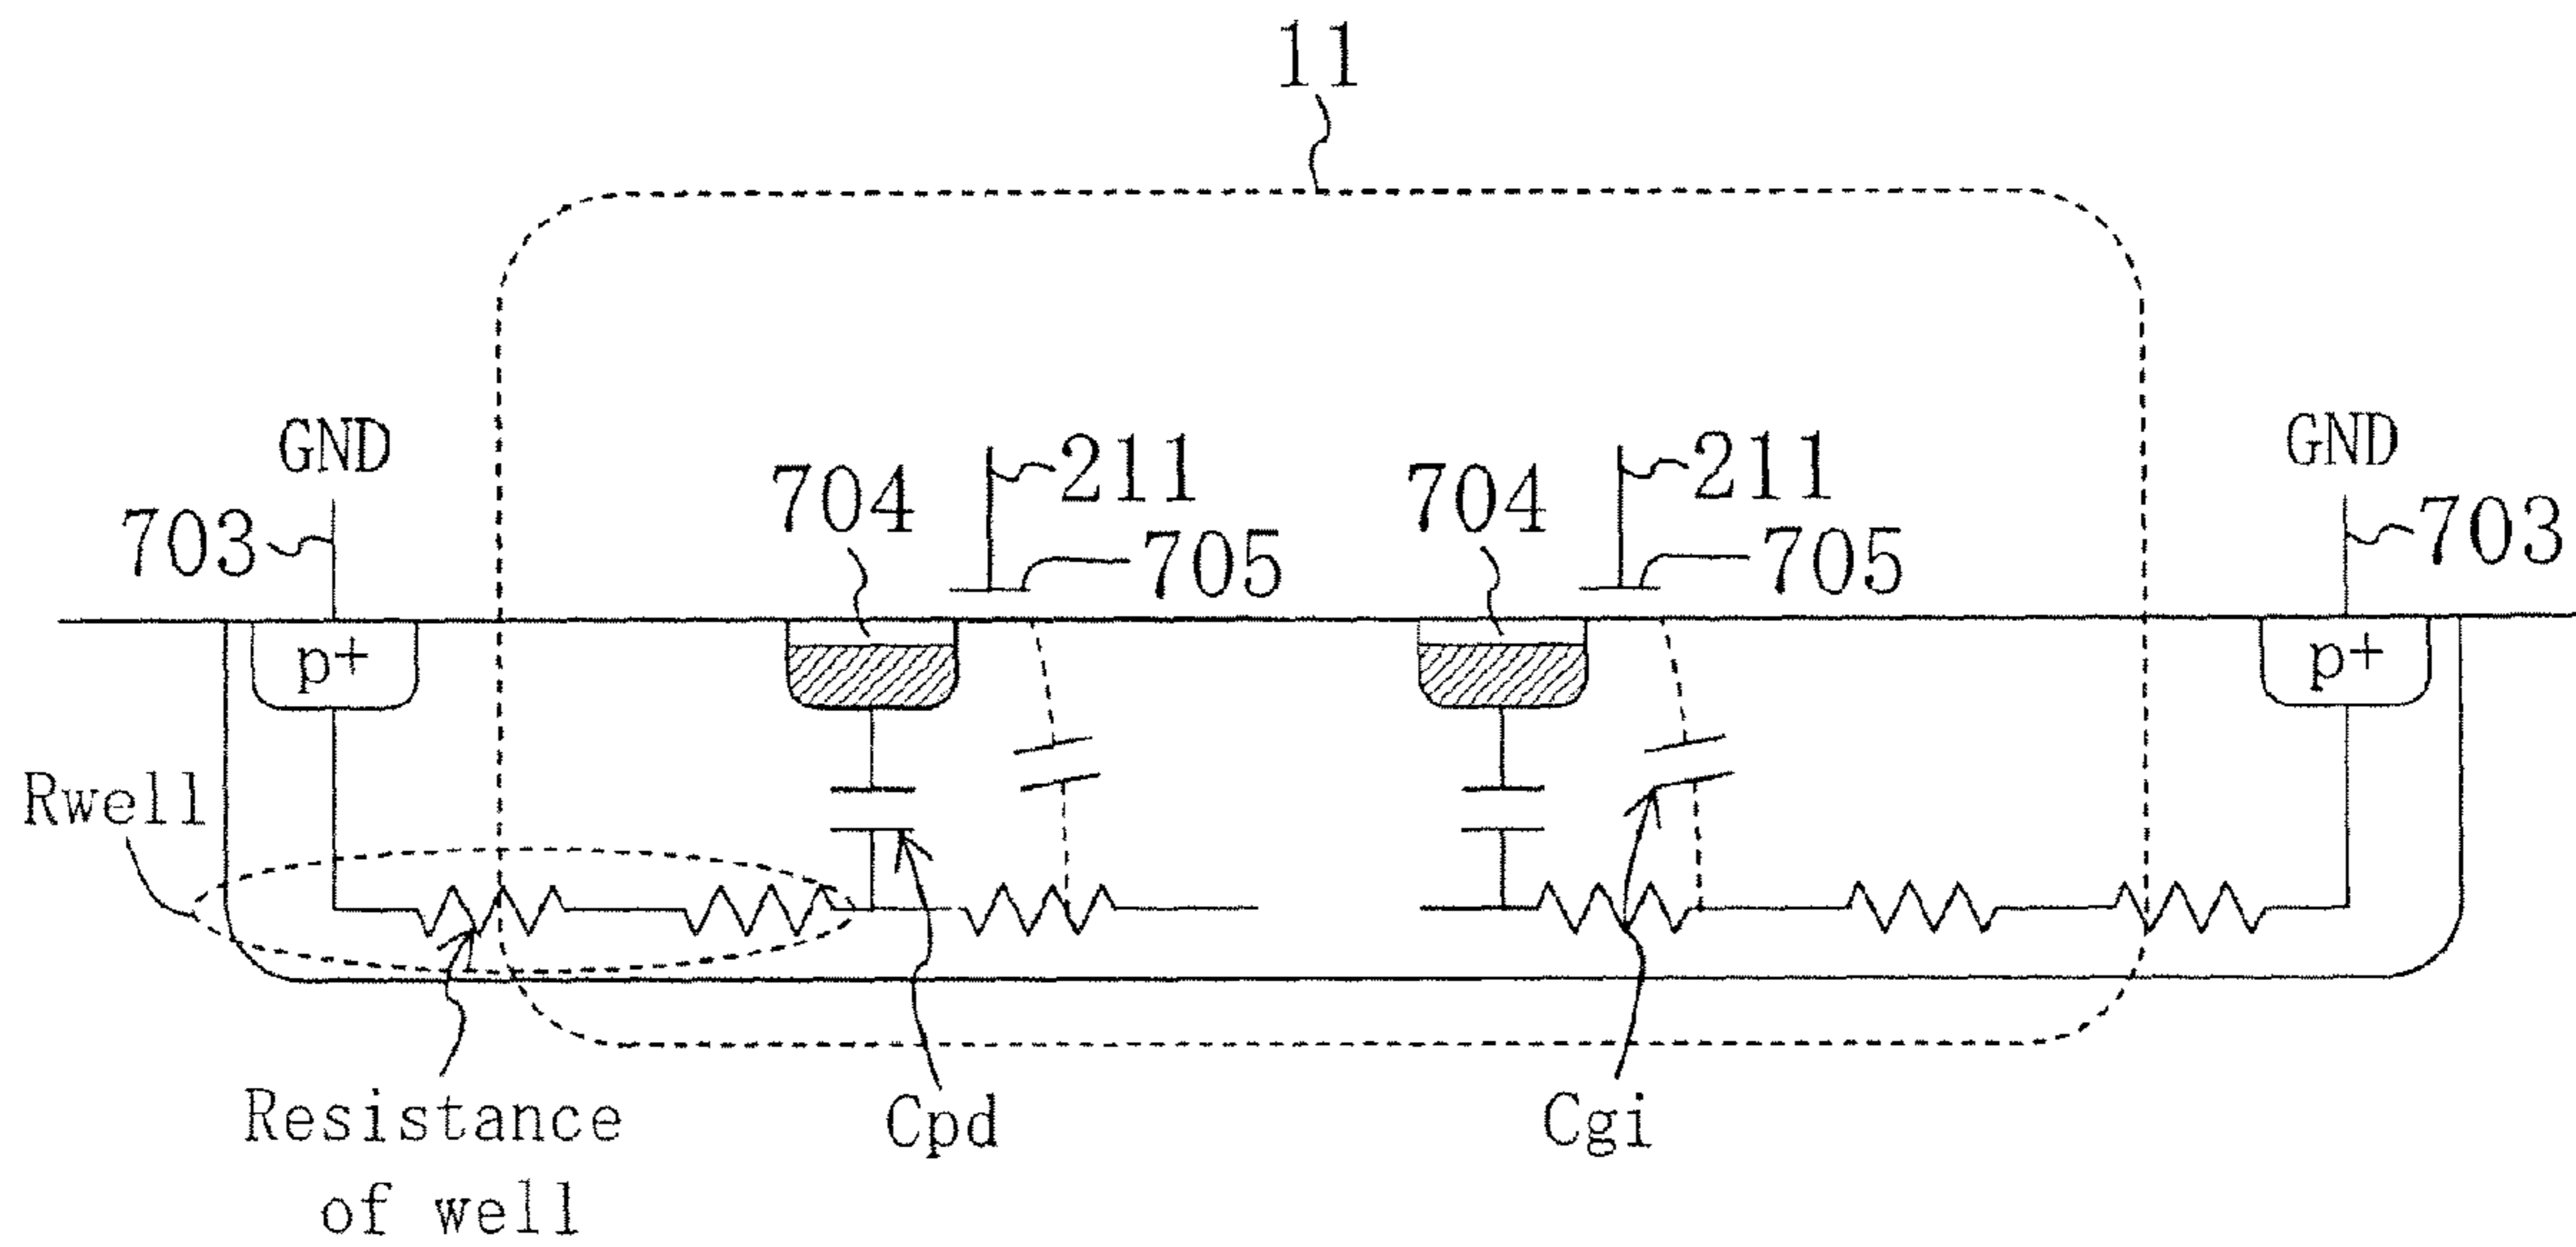 11
GND
GND
704
211
704
211
703
705
705
703
p+
p+
Rwell
Resistance
of well
Cpd
Cgi